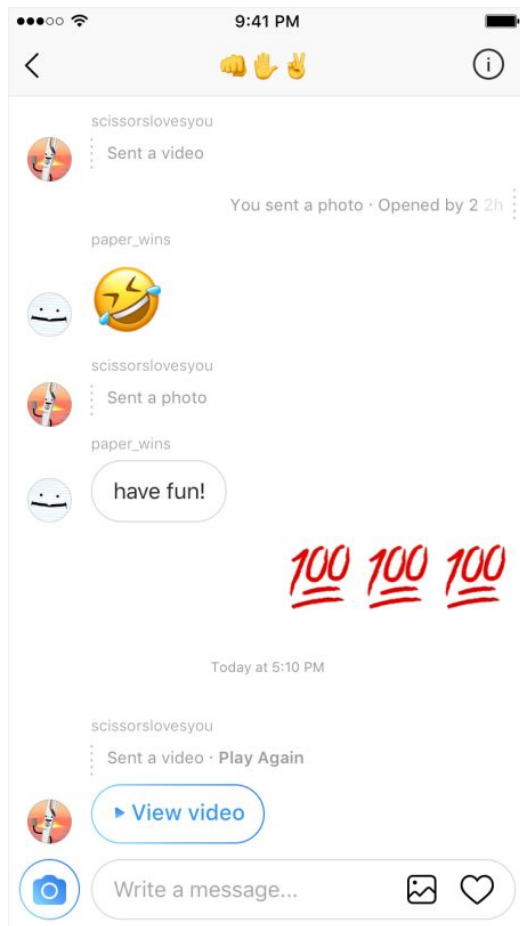 9:41 PM
👊✋✌
scissorslovesyou
Sent a video
You sent a photo · Opened by 2 2h
paper_wins
🤣
scissorslovesyou
Sent a photo
paper_wins
have fun!
💯💯💯
Today at 5:10 PM
scissorslovesyou
Sent a video · Play Again
View video
Write a message...